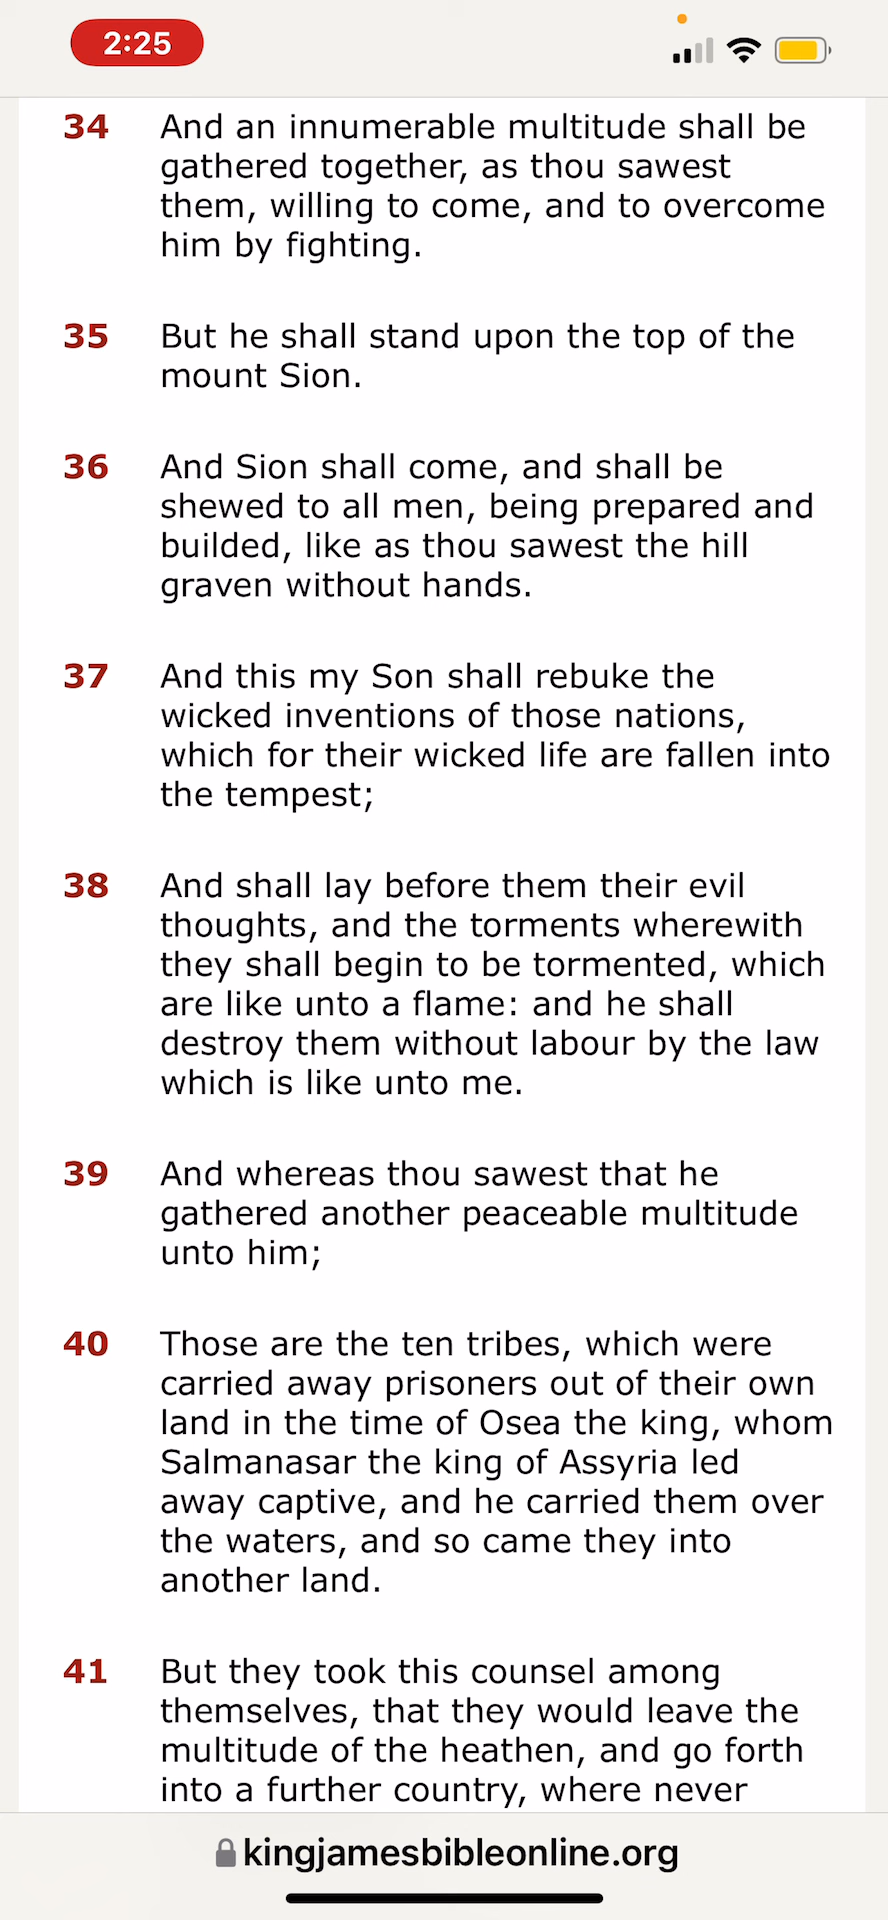 2:25
34 And an innumerable multitude shall be
gathered together, as thou sawest
them, willing to come, and to overcome
him by fighting.
35 But he shall stand upon the top of the
mount Sion.
36 And Sion shall come, and shall be
shewed to all men, being prepared and
builded, like as thou sawest the hill
graven without hands.
37 And this my Son shall rebuke the
wicked inventions of those nations,
which for their wicked life are fallen into
the tempest;
38 And shall lay before them their evil
thoughts, and the torments wherewith
they shall begin to be tormented, which
are like unto a flame: and he shall
destroy them without labour by the law
which is like unto me.
39 And whereas thou sawest that he
gathered another peaceable multitude
unto him;
40 Those are the ten tribes, which were
carried away prisoners out of their own
land in the time of Osea the king, whom
Salmanasar the king of Assyria led
away captive, and he carried them over
the waters, and so came they into
another land.
41 But they took this counsel among
themselves, that they would leave the
multitude of the heathen, and go forth
into a further country, where never
kingjamesbibleonline.org